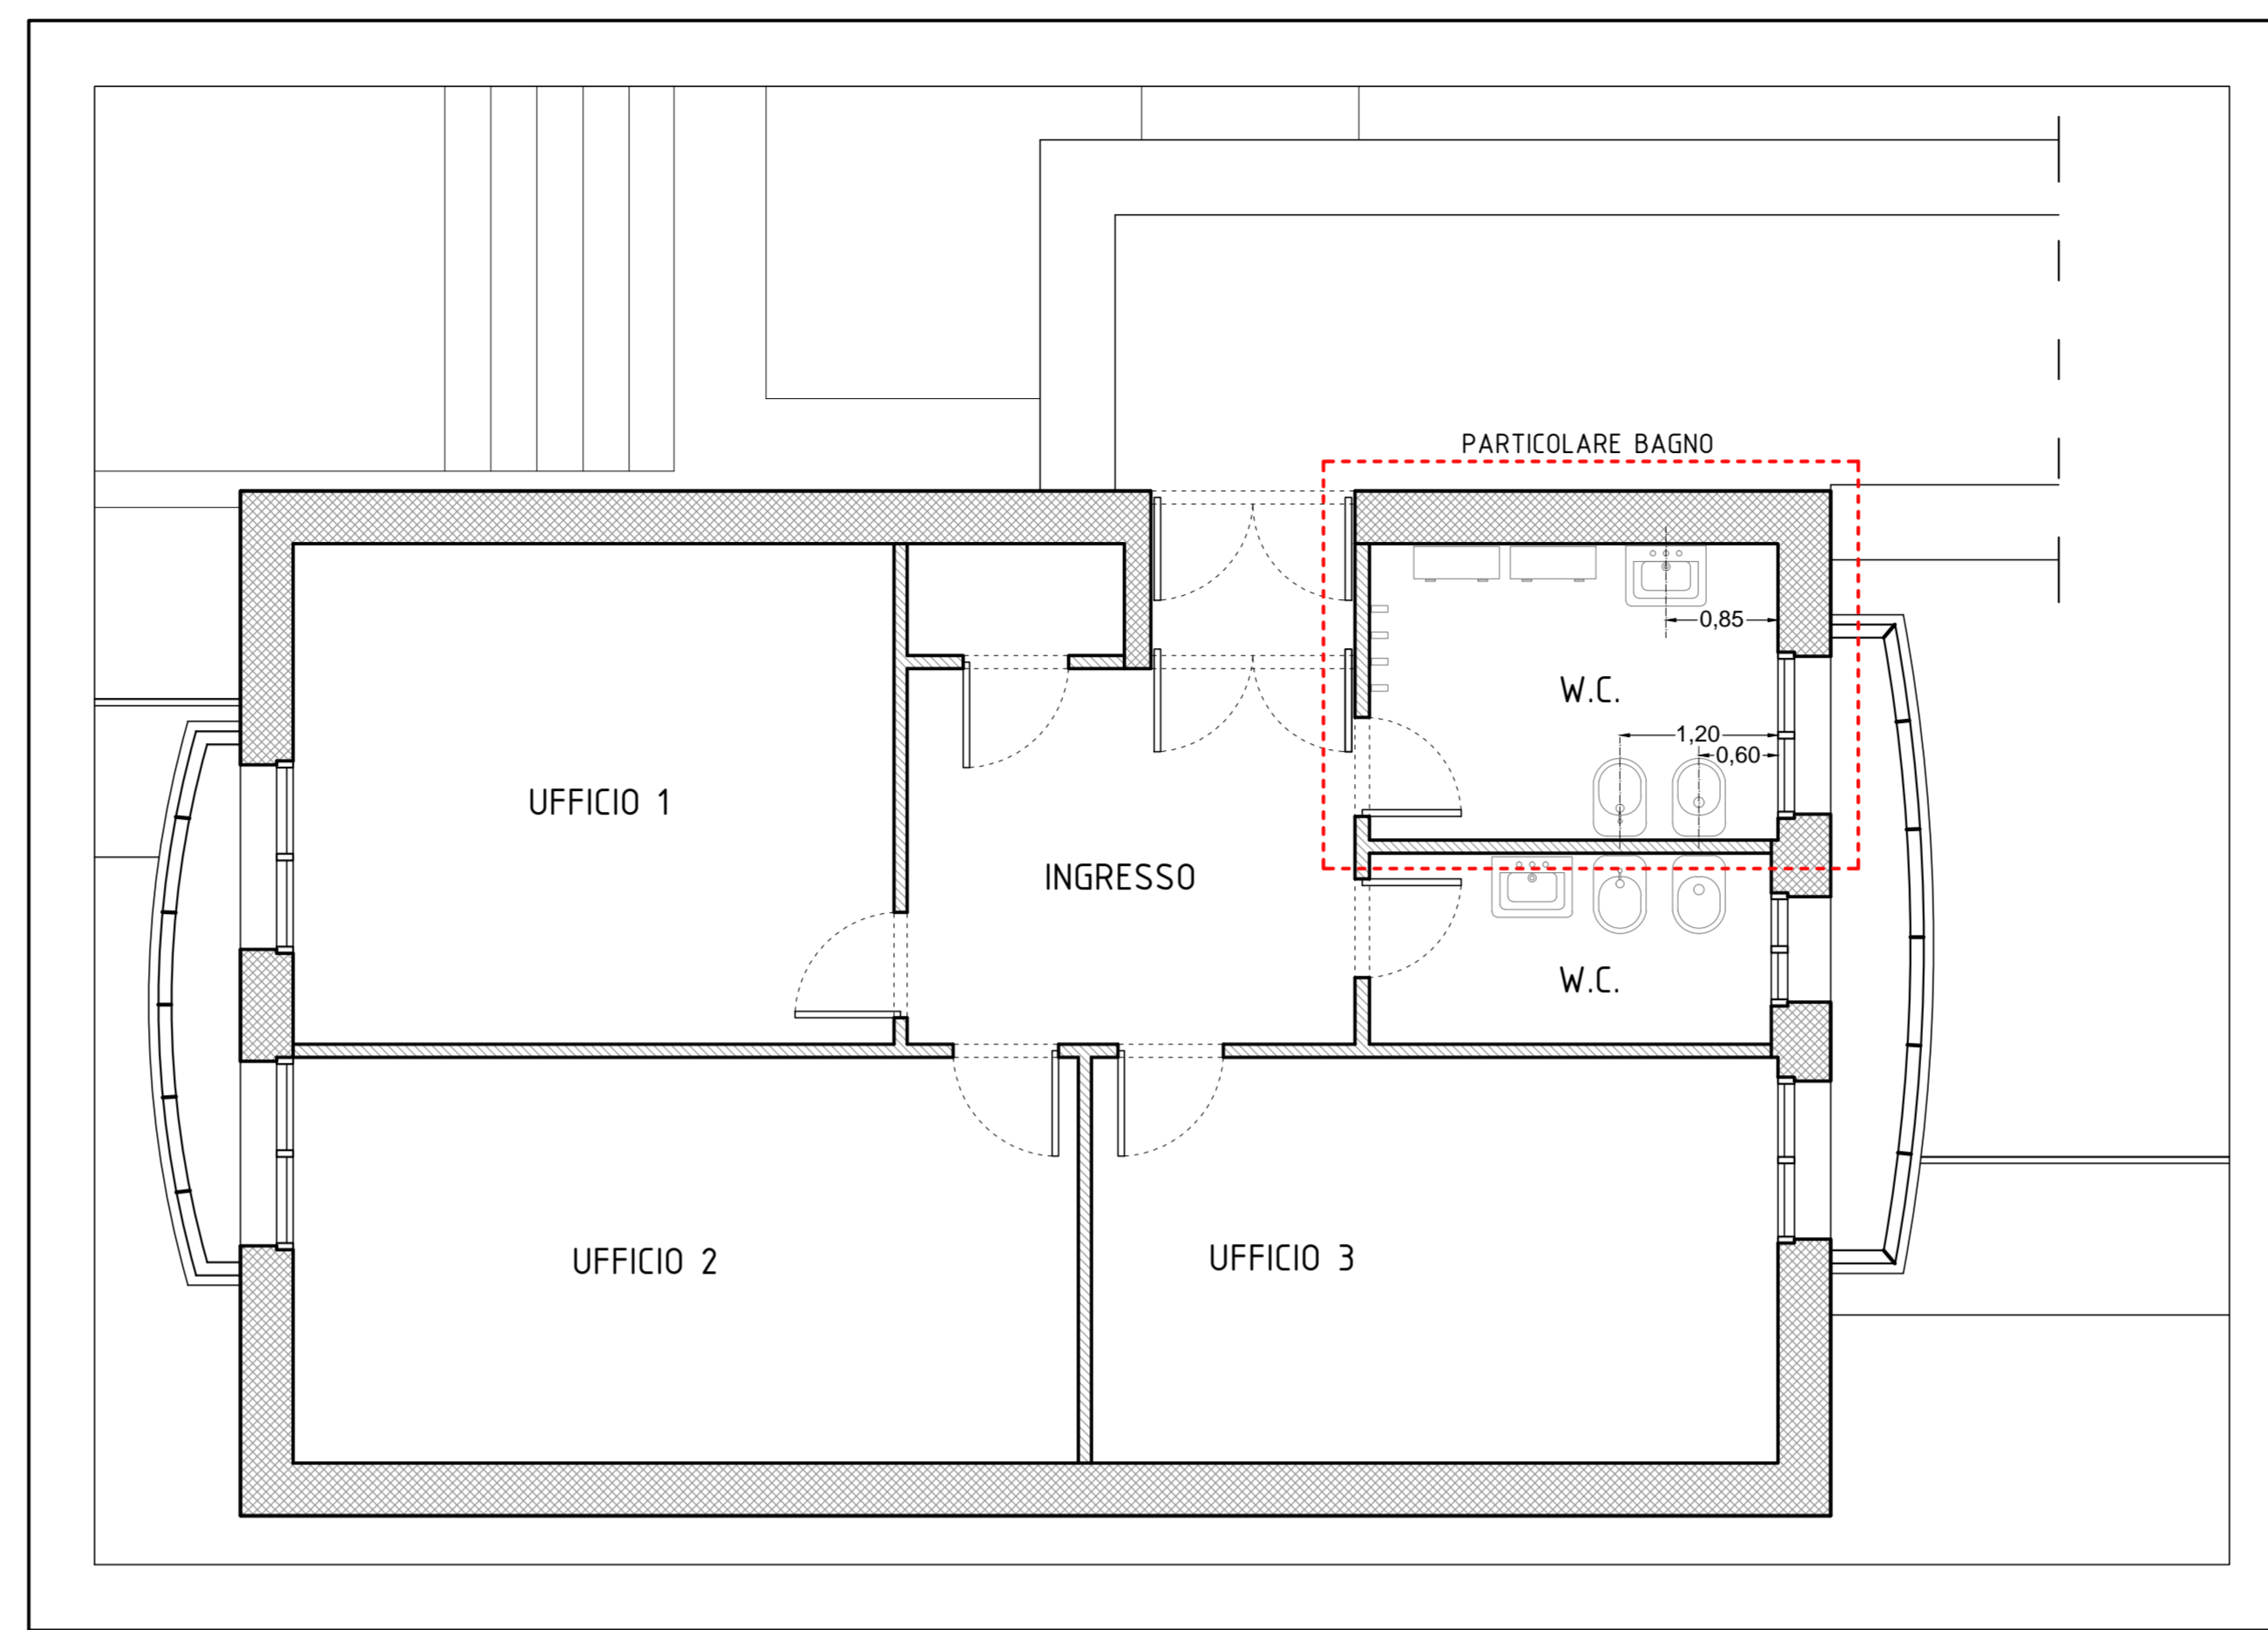 PARTICOLARE BAGNO
0,85
W.C.
1,20
0,60
UFFICIO 1
INGRESSO
W.C.
UFFICIO 2
UFFICIO 3